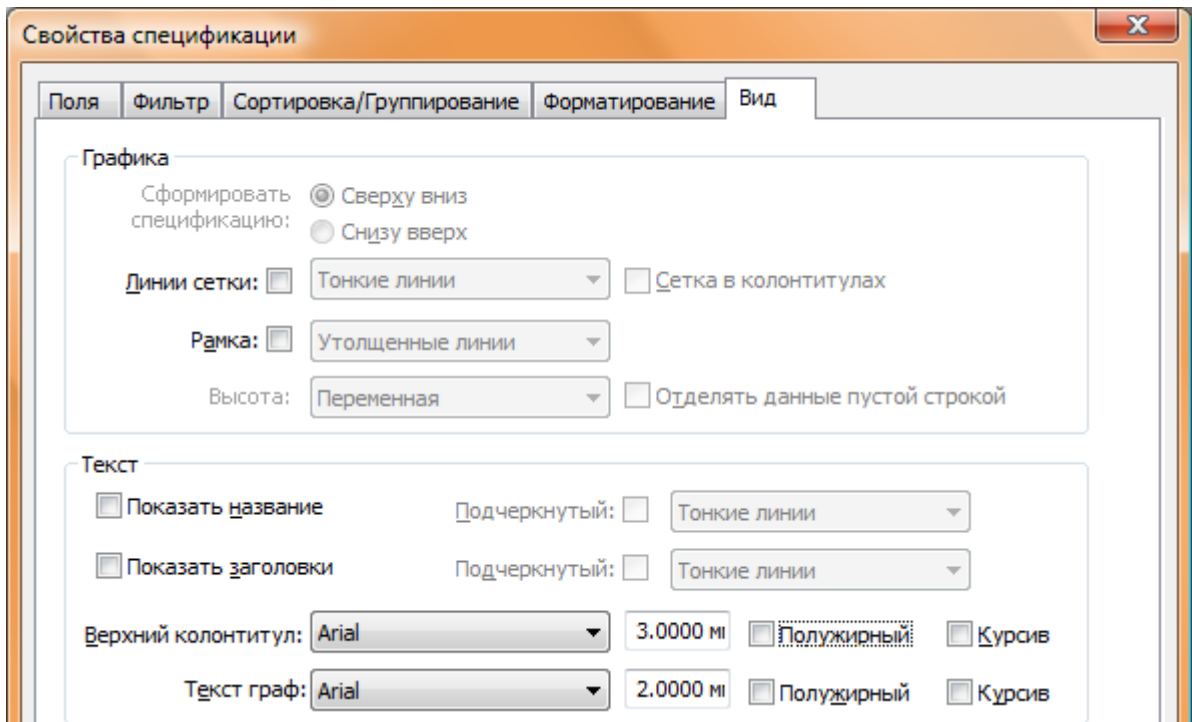 Свойства спецификации
Поля Фильтр Сортировка/Группирование Форматирование Вид
Графика
Сформировать спецификацию: Сверху вниз
Снизу вверх
Линии сетки: Тонкие линии Сетка в колонтитулах
Рамка: Утолщенные линии
Высота: Переменная Отделять данные пустой строкой
Текст
Показать название Подчеркнутый: Тонкие линии
Показать заголовки Подчеркнутый: Тонкие линии
Верхний колонтитул: Arial 3.0000 Полужирный Курсив
Текст граф: Arial 2.0000 Полужирный Курсив